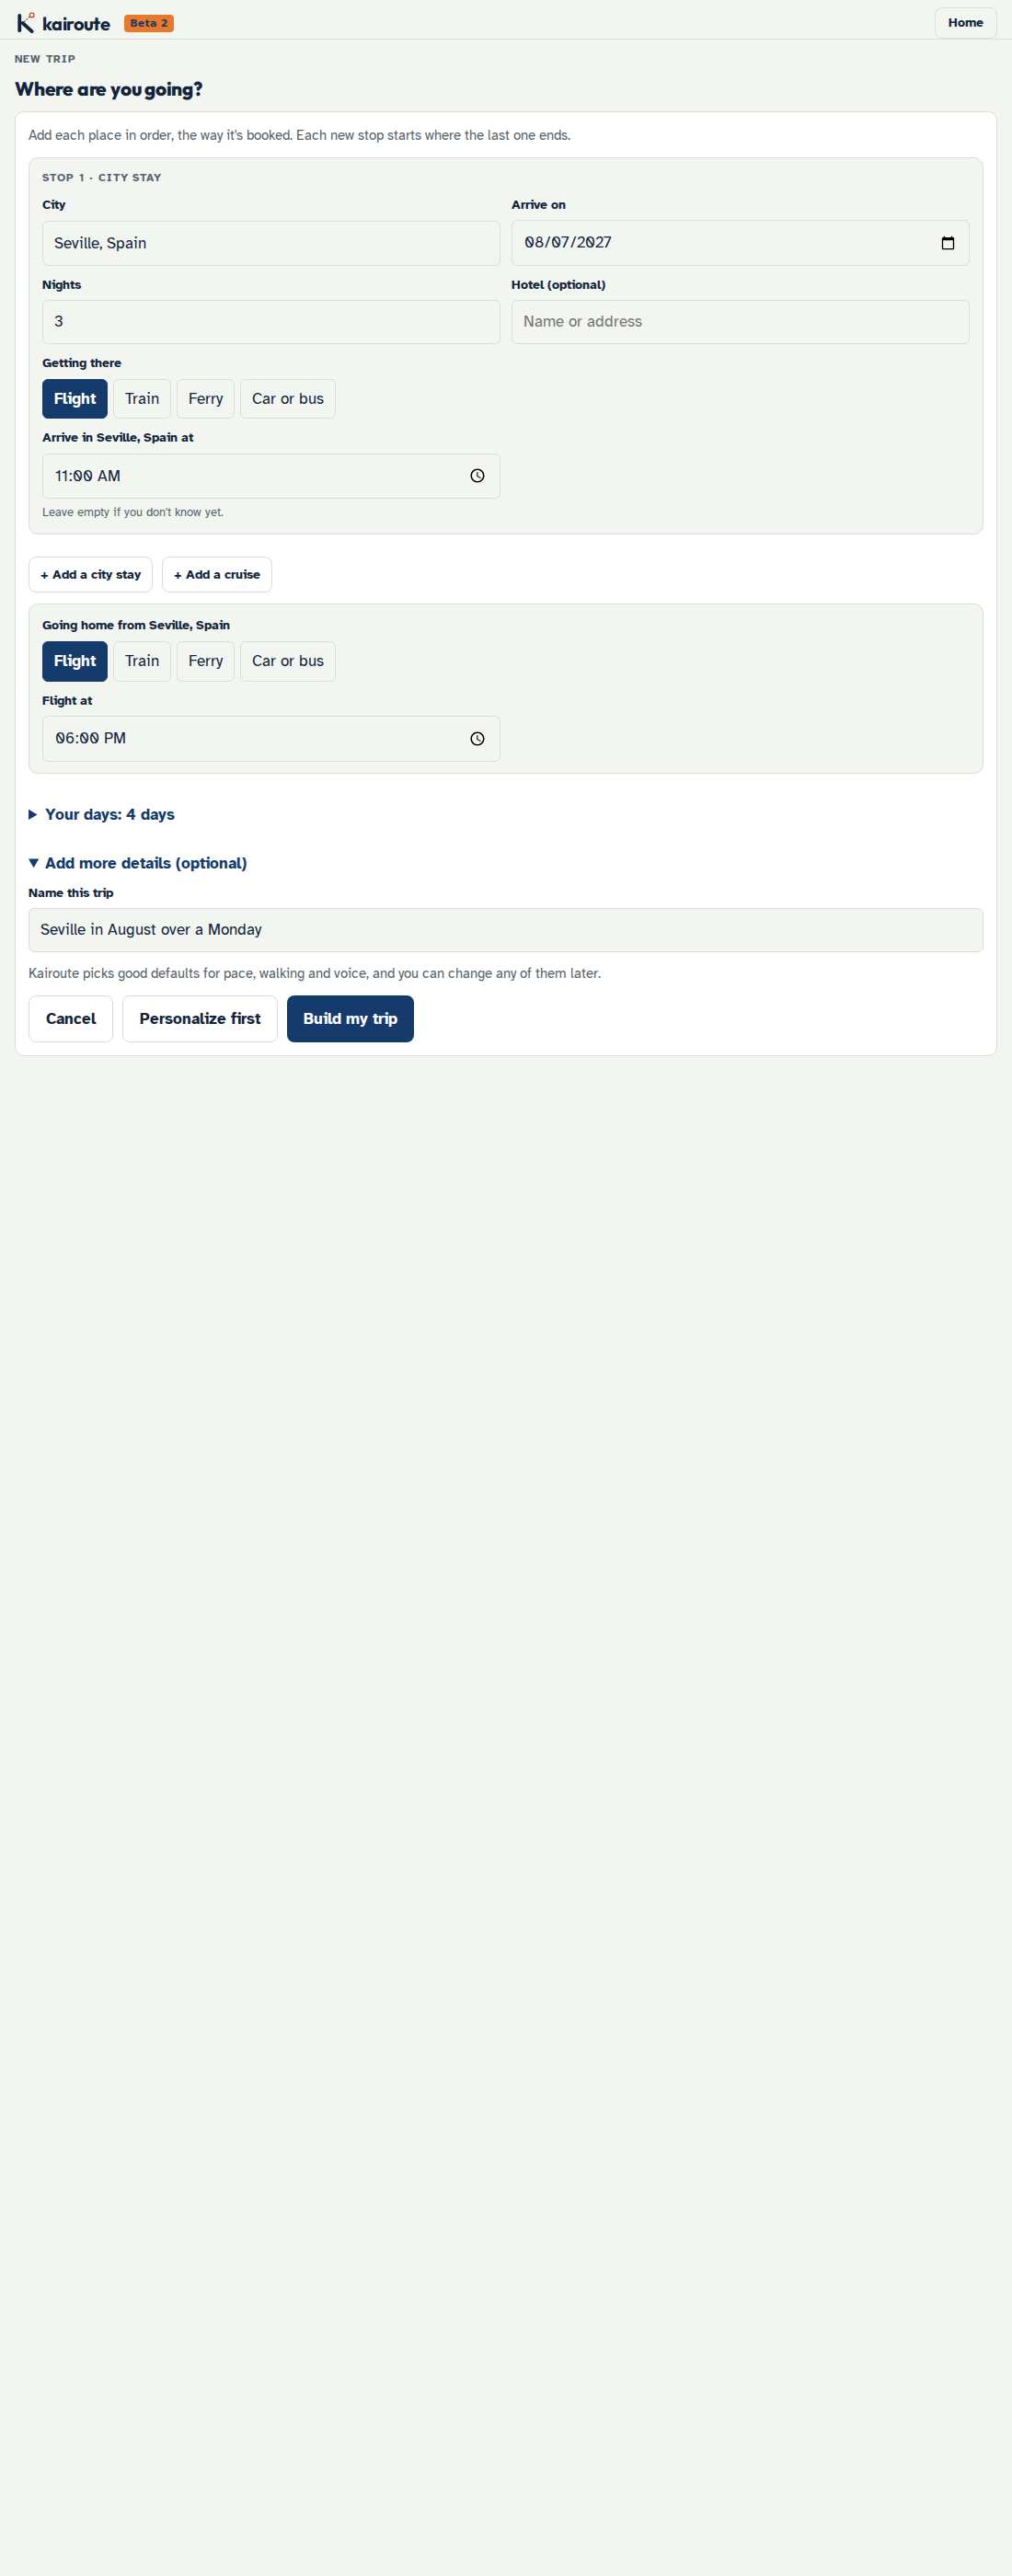 kairoute Beta 2 Home
NEW TRIP
Where are you going?
Add each place in order, the way it's booked. Each new stop starts where the last one ends.
STOP 1 · CITY STAY
City Arrive on
Seville, Spain 08/07/2027
Nights Hotel (optional)
3 Name or address
Getting there
Flight Train Ferry Car or bus
Arrive in Seville, Spain at
11:00 AM
Leave empty if you don't know yet.
+ Add a city stay + Add a cruise
Going home from Seville, Spain
Flight Train Ferry Car or bus
Flight at
06:00 PM
Your days: 4 days
Add more details (optional)
Name this trip
Seville in August over a Monday
Kairoute picks good defaults for pace, walking and voice, and you can change any of them later.
Cancel Personalize first Build my trip